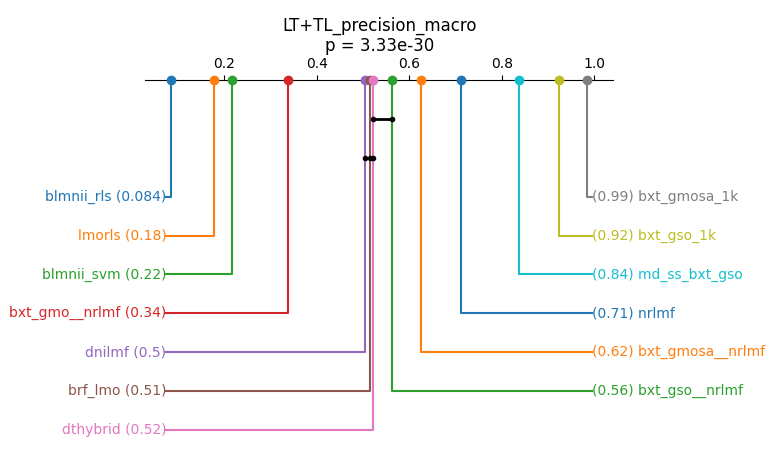 LT+TL_precision_macro
p = 3.33e-30
0.2 0.4 0.6 0.8 1.0
blmnii_rls (0.084)
(0.99) bxt_gmosa_1k
lmorls (0.18)
(0.92) bxt_gso_1k
blmnii_svm (0.22)
(0.84) md_ss_bxt_gso
bxt_gmo__nrlmf (0.34)
(0.71) nrlmf
dnilmf (0.5)
(0.62) bxt_gmosa__nrlmf
brf_lmo (0.51)
(0.56) bxt_gso__nrlmf
dthybrid (0.52)